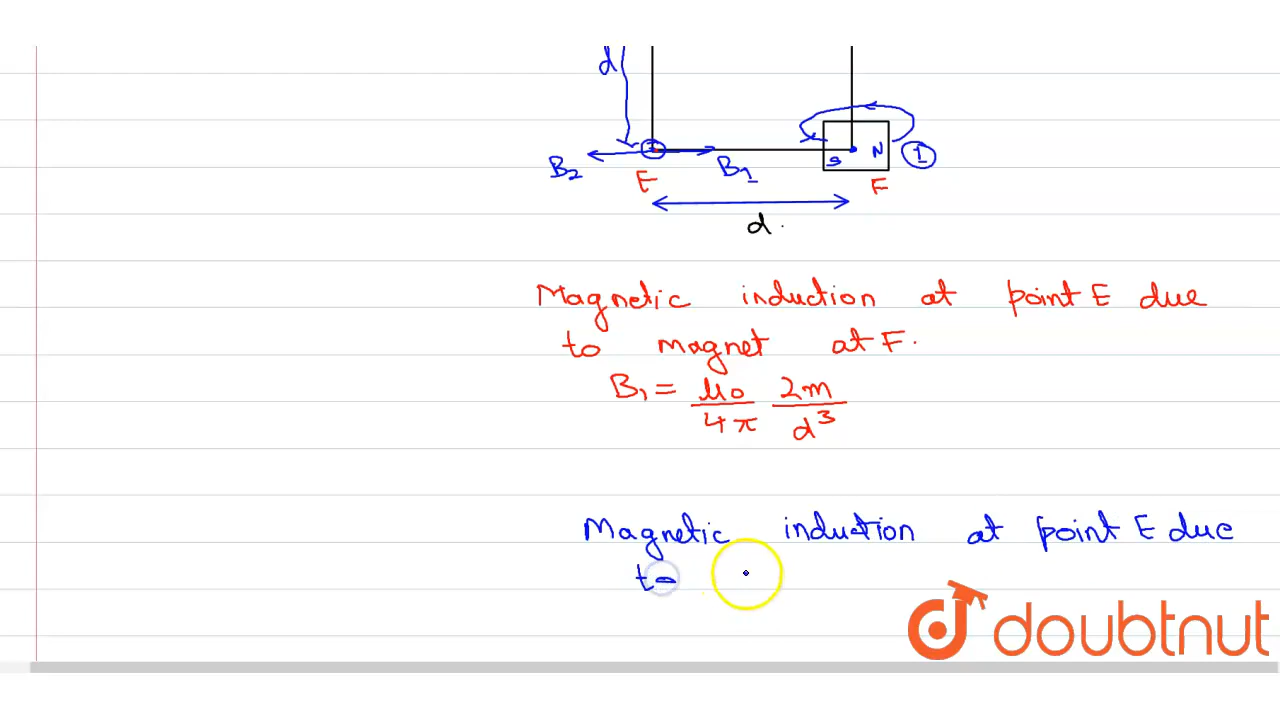 d
B2
B1
S N
1
E
F
d
Magnetic induction at point E due
to magnet at F.
B1 = μ0/4π 2m/d³
Magnetic induction at point E due
to
doubtnut